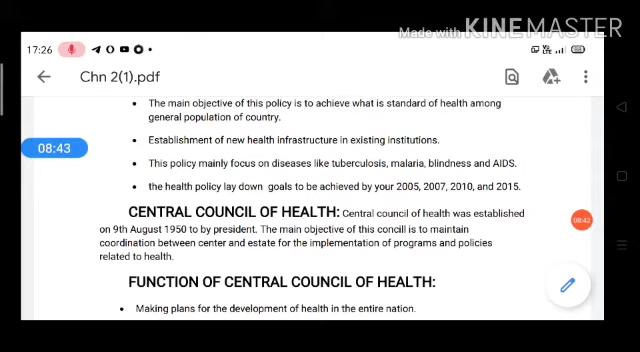 Made with KINEMASTER
17:26
Chn 2(1).pdf
• The main objective of this policy is to achieve what is standard of health among
general population of country.
08:43
• Establishment of new health infrastructure in existing institutions.
• This policy mainly focus on diseases like tuberculosis, malaria, blindness and AIDS.
• the health policy lay down goals to be achieved by your 2005, 2007, 2010, and 2015.
CENTRAL COUNCIL OF HEALTH: Central council of health was established
08:42
on 9th August 1950 to by president. The main objective of this concill is to maintain
coordination between center and estate for the implementation of programs and policies
related to health.
FUNCTION OF CENTRAL COUNCIL OF HEALTH:
• Making plans for the development of health in the entire nation.